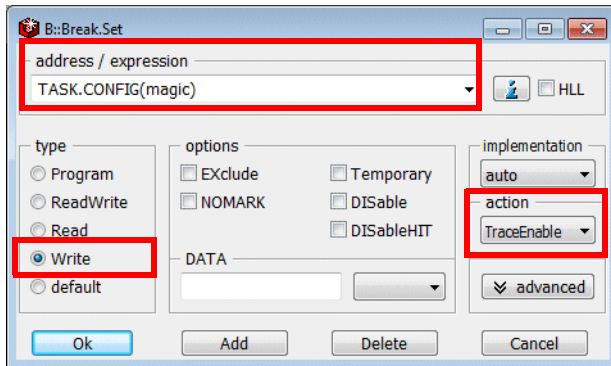 B::Break.Set
address / expression
TASK.CONFIG(magic)
HLL
type
options
implementation
Program
EXclude
Temporary
auto
ReadWrite
NOMARK
DISable
action
Read
DISableHIT
TraceEnable
Write
DATA
default
advanced
Ok
Add
Delete
Cancel